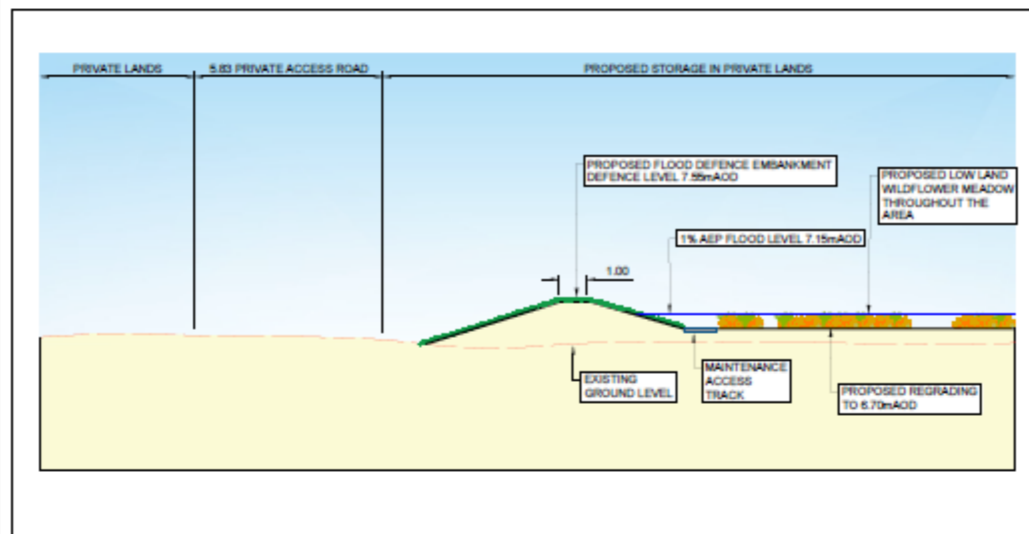 PRIVATE LANDS
5.83 PRIVATE ACCESS ROAD
PROPOSED STORAGE IN PRIVATE LANDS
PROPOSED FLOOD DEFENCE EMBANKMENT
DEFENCE LEVEL 7.55mAOD
PROPOSED LOW LAND
WILDFLOWER MEADOW
THROUGHOUT THE
AREA
1% AEP FLOOD LEVEL 7.15mAOD
1.00
EXISTING
GROUND LEVEL
MAINTENANCE
ACCESS
TRACK
PROPOSED REGRADING
TO 6.70mAOD